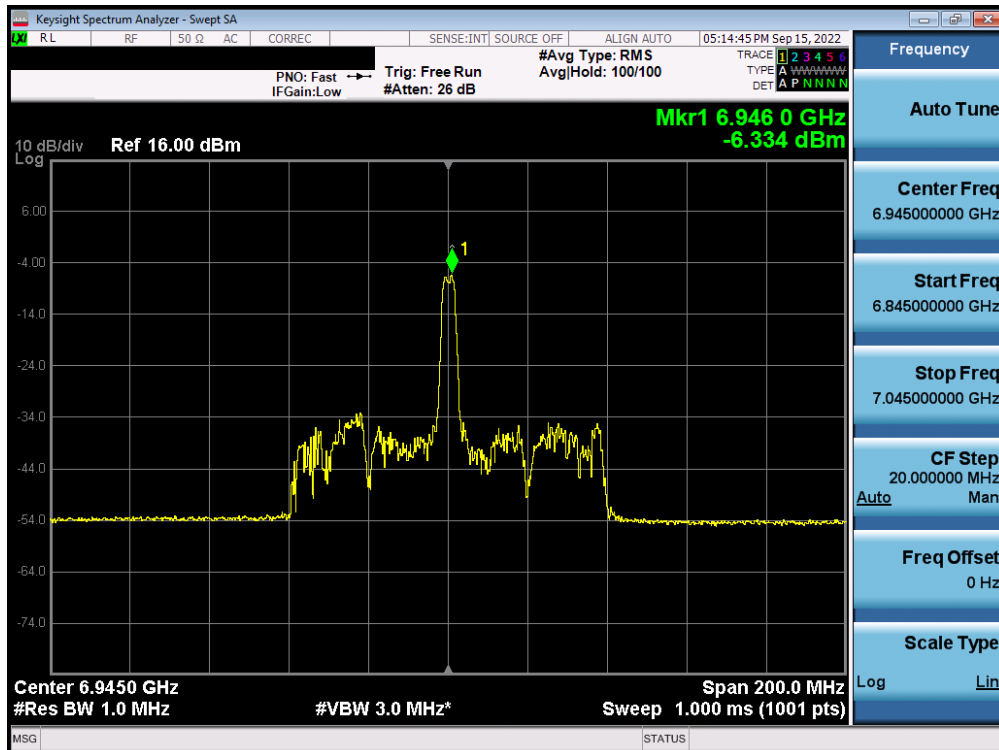 Keysight Spectrum Analyzer - Swept SA
LXI RL RF 50 Ω AC CORREC SENSE:INT SOURCE OFF ALIGN AUTO 05:14:45 PM Sep 15, 2022
PNO: Fast
IFGain:Low
Trig: Free Run
#Atten: 26 dB
#Avg Type: RMS
Avg|Hold: 100/100
TRACE 1 2 3 4 5 6
TYPE A WWWWW
DET A P N N N N
Mkr1 6.946 0 GHz
-6.334 dBm
10 dB/div Ref 16.00 dBm
Log
6.00
-4.00
-14.0
-24.0
-34.0
-44.0
-54.0
-64.0
-74.0
1
Center 6.9450 GHz Span 200.0 MHz
#Res BW 1.0 MHz #VBW 3.0 MHz* Sweep 1.000 ms (1001 pts)
MSG STATUS
Frequency
Auto Tune
Center Freq
6.945000000 GHz
Start Freq
6.845000000 GHz
Stop Freq
7.045000000 GHz
CF Step
20.000000 MHz
Auto Man
Freq Offset
0 Hz
Scale Type
Log Lin